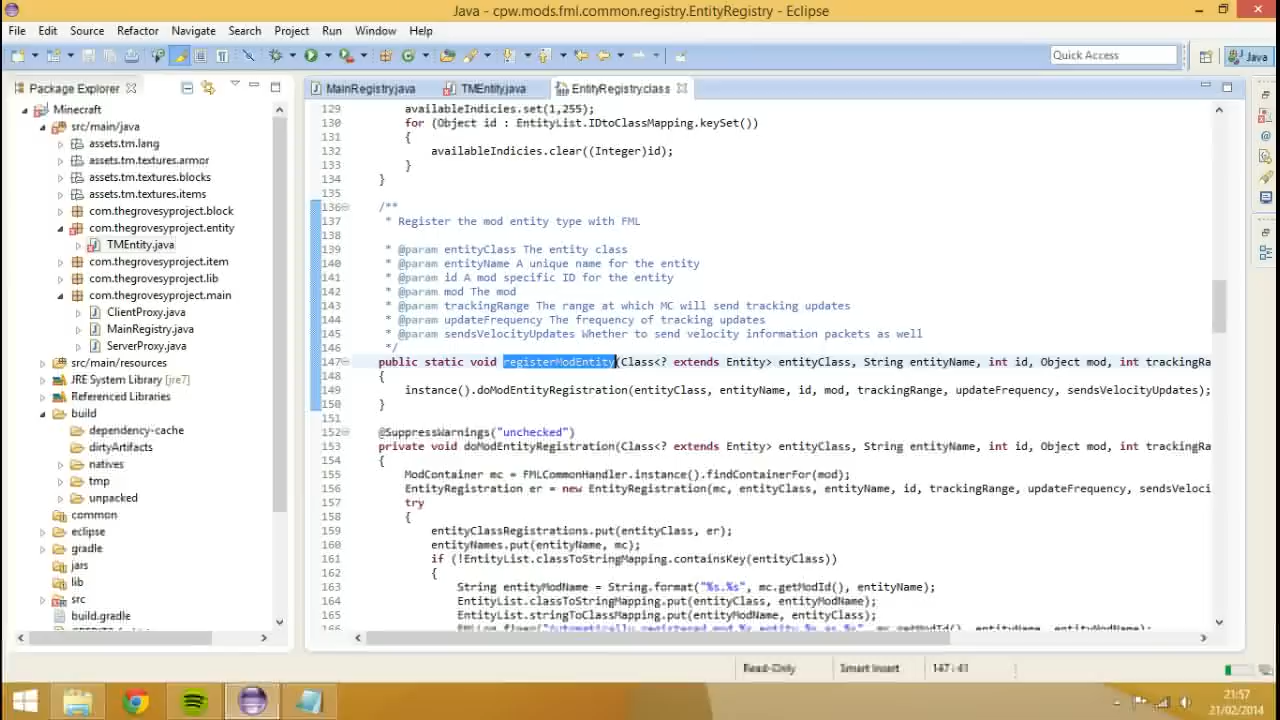 Java - cpw.mods.fml.common.registry.EntityRegistry - Eclipse
File Edit Source Refactor Navigate Search Project Run Window Help
Quick Access
Java
Package Explorer
MainRegistry.java
TMEntity.java
EntityRegistry.class
Minecraft
src/main/java
assets.tm.lang
assets.tm.textures.armor
assets.tm.textures.blocks
assets.tm.textures.items
com.thegrovesyproject.block
com.thegrovesyproject.entity
TMEntity.java
com.thegrovesyproject.item
com.thegrovesyproject.lib
com.thegrovesyproject.main
ClientProxy.java
MainRegistry.java
ServerProxy.java
src/main/resources
JRE System Library [jre7]
Referenced Libraries
build
dependency-cache
dirtyArtifacts
natives
tmp
unpacked
common
eclipse
gradle
jars
lib
src
build.gradle
129 availableIndicies.set(1,255);
130 for (Object id : EntityList.IDtoClassMapping.keySet())
131 {
132 availableIndicies.clear((Integer)id);
133 }
134 }
135
136 /**
137 * Register the mod entity type with FML
138
139 * @param entityClass The entity class
140 * @param entityName A unique name for the entity
141 * @param id A mod specific ID for the entity
142 * @param mod The mod
143 * @param trackingRange The range at which MC will send tracking updates
144 * @param updateFrequency The frequency of tracking updates
145 * @param sendsVelocityUpdates Whether to send velocity information packets as well
146 */
147 public static void registerModEntity(Class<? extends Entity> entityClass, String entityName, int id, Object mod, int trackingRa
148 {
149 instance().doModEntityRegistration(entityClass, entityName, id, mod, trackingRange, updateFrequency, sendsVelocityUpdates);
150 }
151
152 @SuppressWarnings("unchecked")
153 private void doModEntityRegistration(Class<? extends Entity> entityClass, String entityName, int id, Object mod, int trackingRa
154 {
155 ModContainer mc = FMLCommonHandler.instance().findContainerFor(mod);
156 EntityRegistration er = new EntityRegistration(mc, entityClass, entityName, id, trackingRange, updateFrequency, sendsVeloci
157 try
158 {
159 entityClassRegistrations.put(entityClass, er);
160 entityNames.put(entityName, mc);
161 if (!EntityList.classToStringMapping.containsKey(entityClass))
162 {
163 String entityModName = String.format("%s.%s", mc.getModId(), entityName);
164 EntityList.classToStringMapping.put(entityClass, entityModName);
165 EntityList.stringToClassMapping.put(entityModName, entityClass);
166
Read-Only
Smart Insert
147 : 41
21:57
21/02/2014